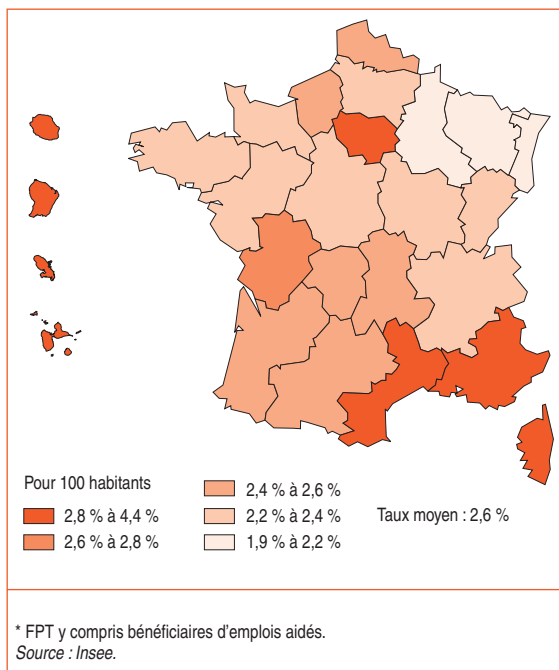 Pour 100 habitants
2,8 % à 4,4 %
2,6 % à 2,8 %
2,4 % à 2,6 %
2,2 % à 2,4 %
1,9 % à 2,2 %
Taux moyen : 2,6 %
* FPT y compris bénéficiaires d'emplois aidés.
Source : Insee.